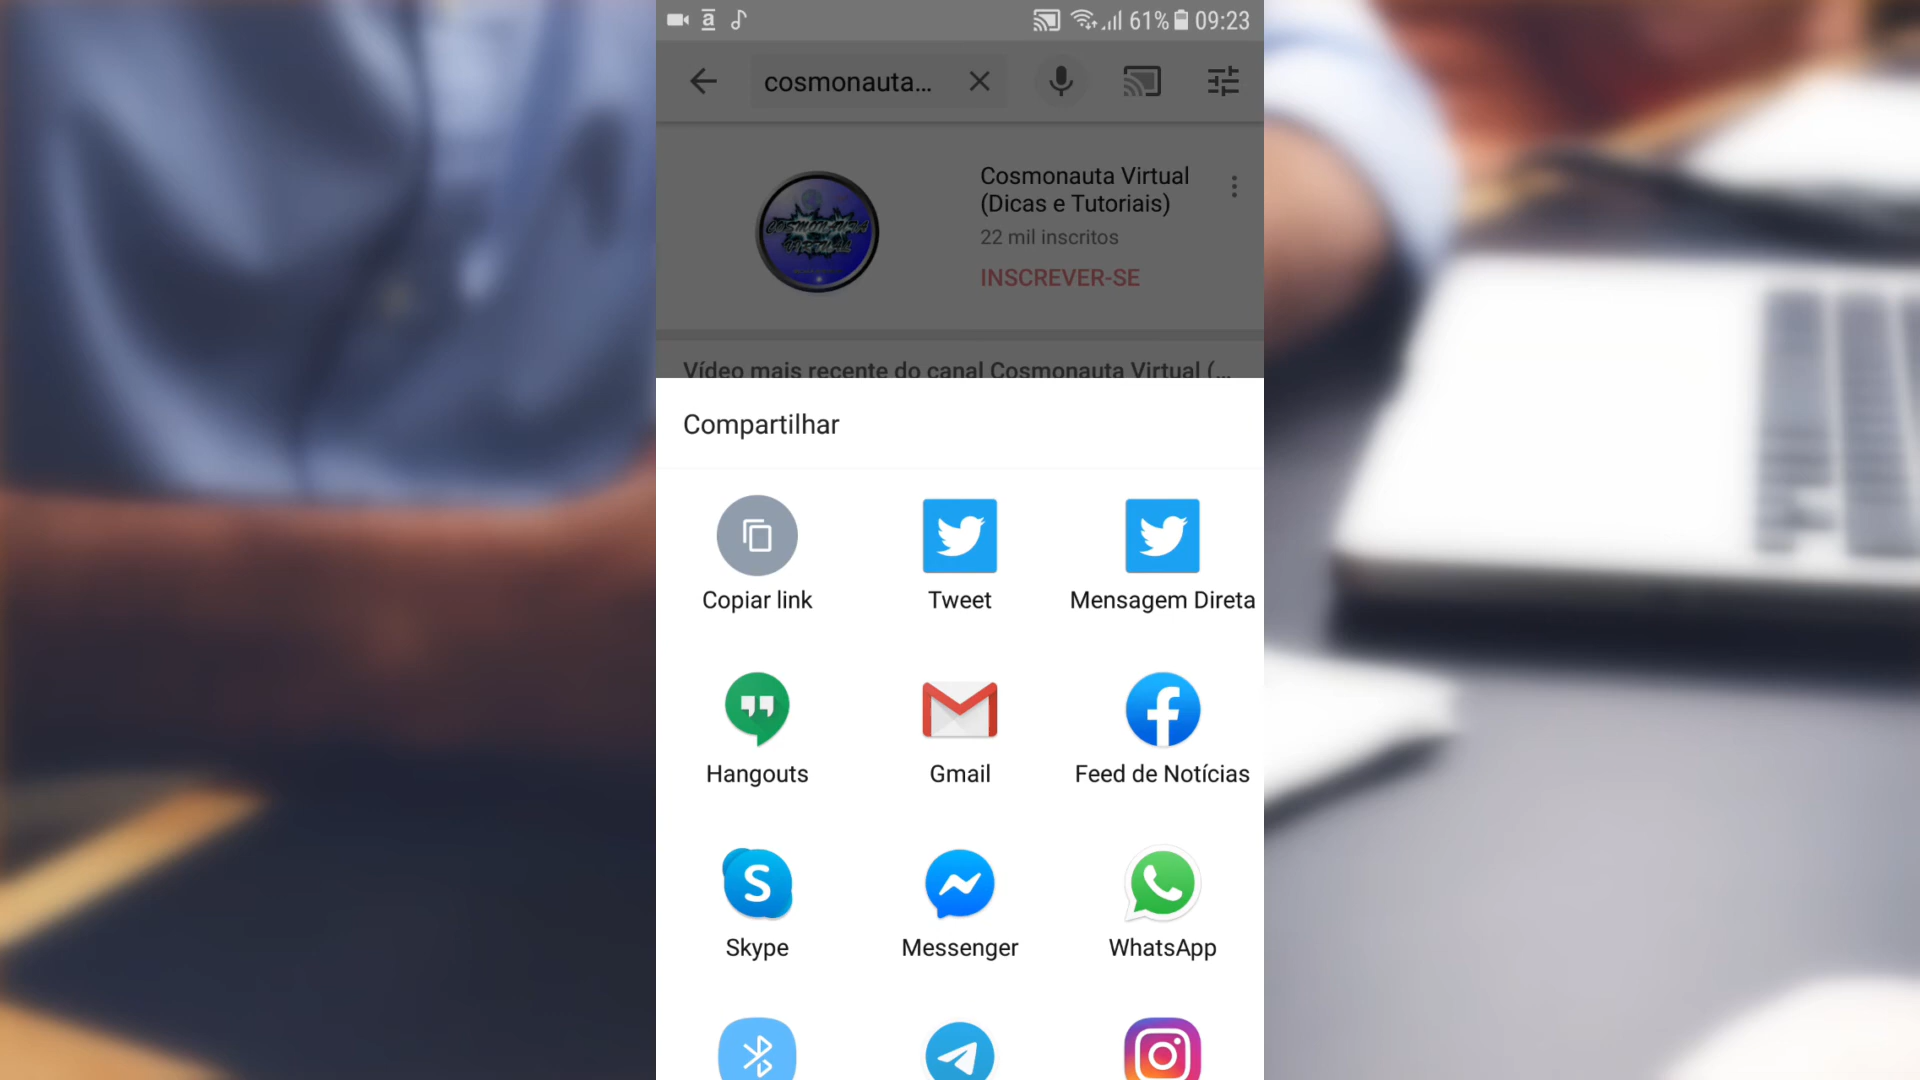 61% 09:23
cosmonauta...
Cosmonauta Virtual
(Dicas e Tutoriais)
22 mil inscritos
INSCREVER-SE
Vídeo mais recente do canal Cosmonauta Virtual (...
Compartilhar
Copiar link
Tweet
Mensagem Direta
Hangouts
Gmail
Feed de Notícias
Skype
Messenger
WhatsApp